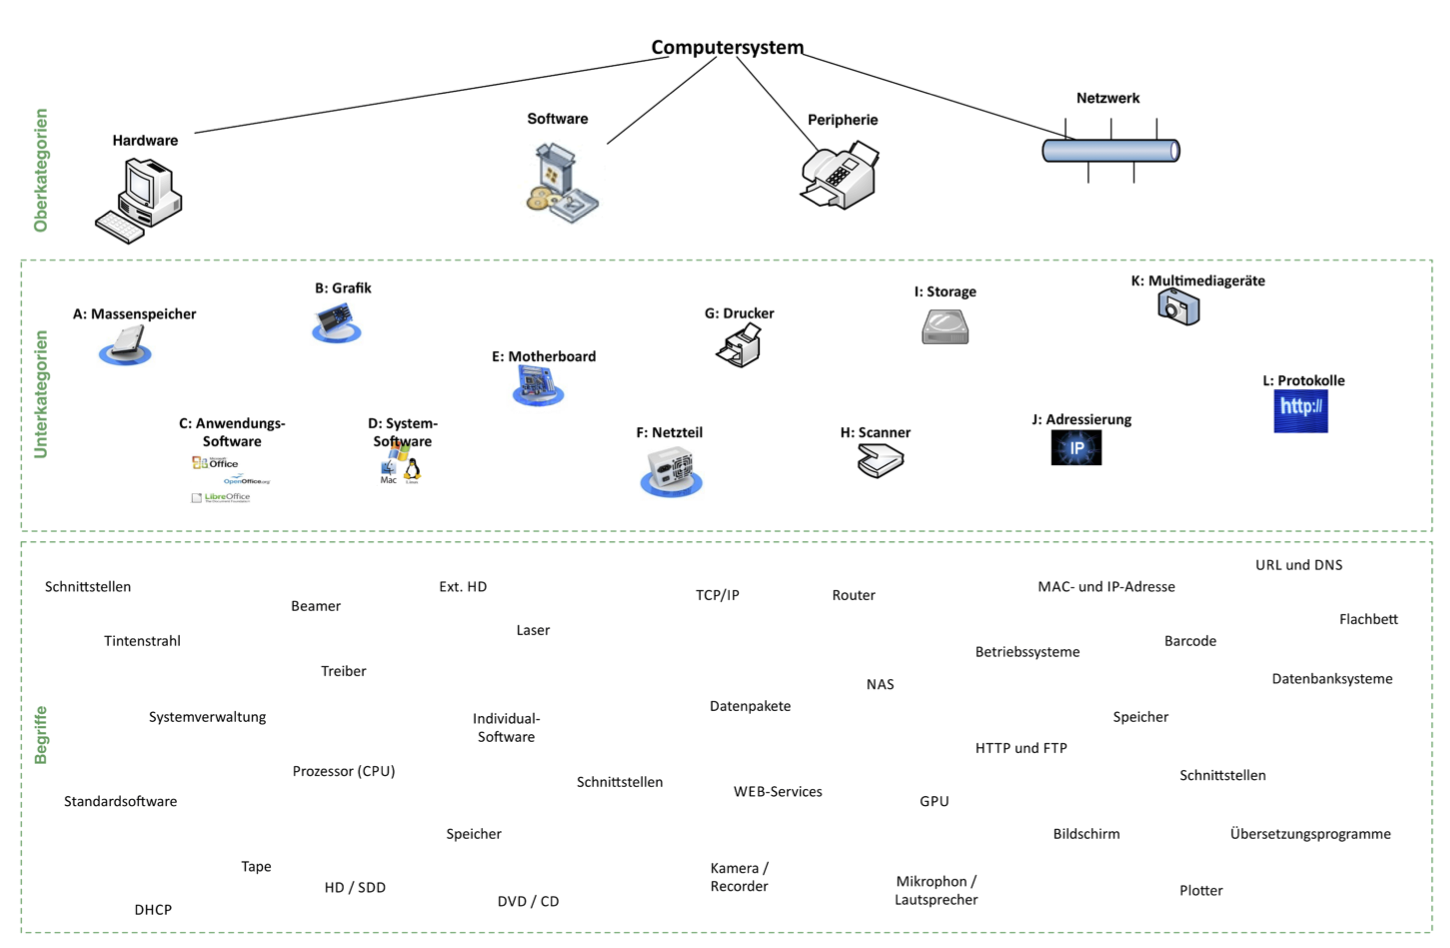 Computersystem
Oberkategorien
Hardware
Software
Peripherie
Netzwerk
Unterkategorien
A: Massenspeicher
B: Grafik
E: Motherboard
G: Drucker
I: Storage
K: Multimediageräte
L: Protokolle
http://
C: Anwendungs-
Software
Microsoft
Office
OpenOffice.org
LibreOffice
D: System-
Software
Mac
Linux
F: Netzteil
H: Scanner
J: Adressierung
IP
Begriffe
Schnittstellen
Beamer
Ext. HD
TCP/IP
Router
MAC- und IP-Adresse
URL und DNS
Tintenstrahl
Laser
Flachbett
Barcode
Betriebssysteme
Treiber
NAS
Datenbanksysteme
Systemverwaltung
Individual-
Software
Datenpakete
Speicher
HTTP und FTP
Prozessor (CPU)
Schnittstellen
WEB-Services
Schnittstellen
Standardsoftware
GPU
Speicher
Bildschirm
Übersetzungsprogramme
Tape
HD / SDD
Kamera /
Recorder
Mikrophon /
Lautsprecher
Plotter
DHCP
DVD / CD